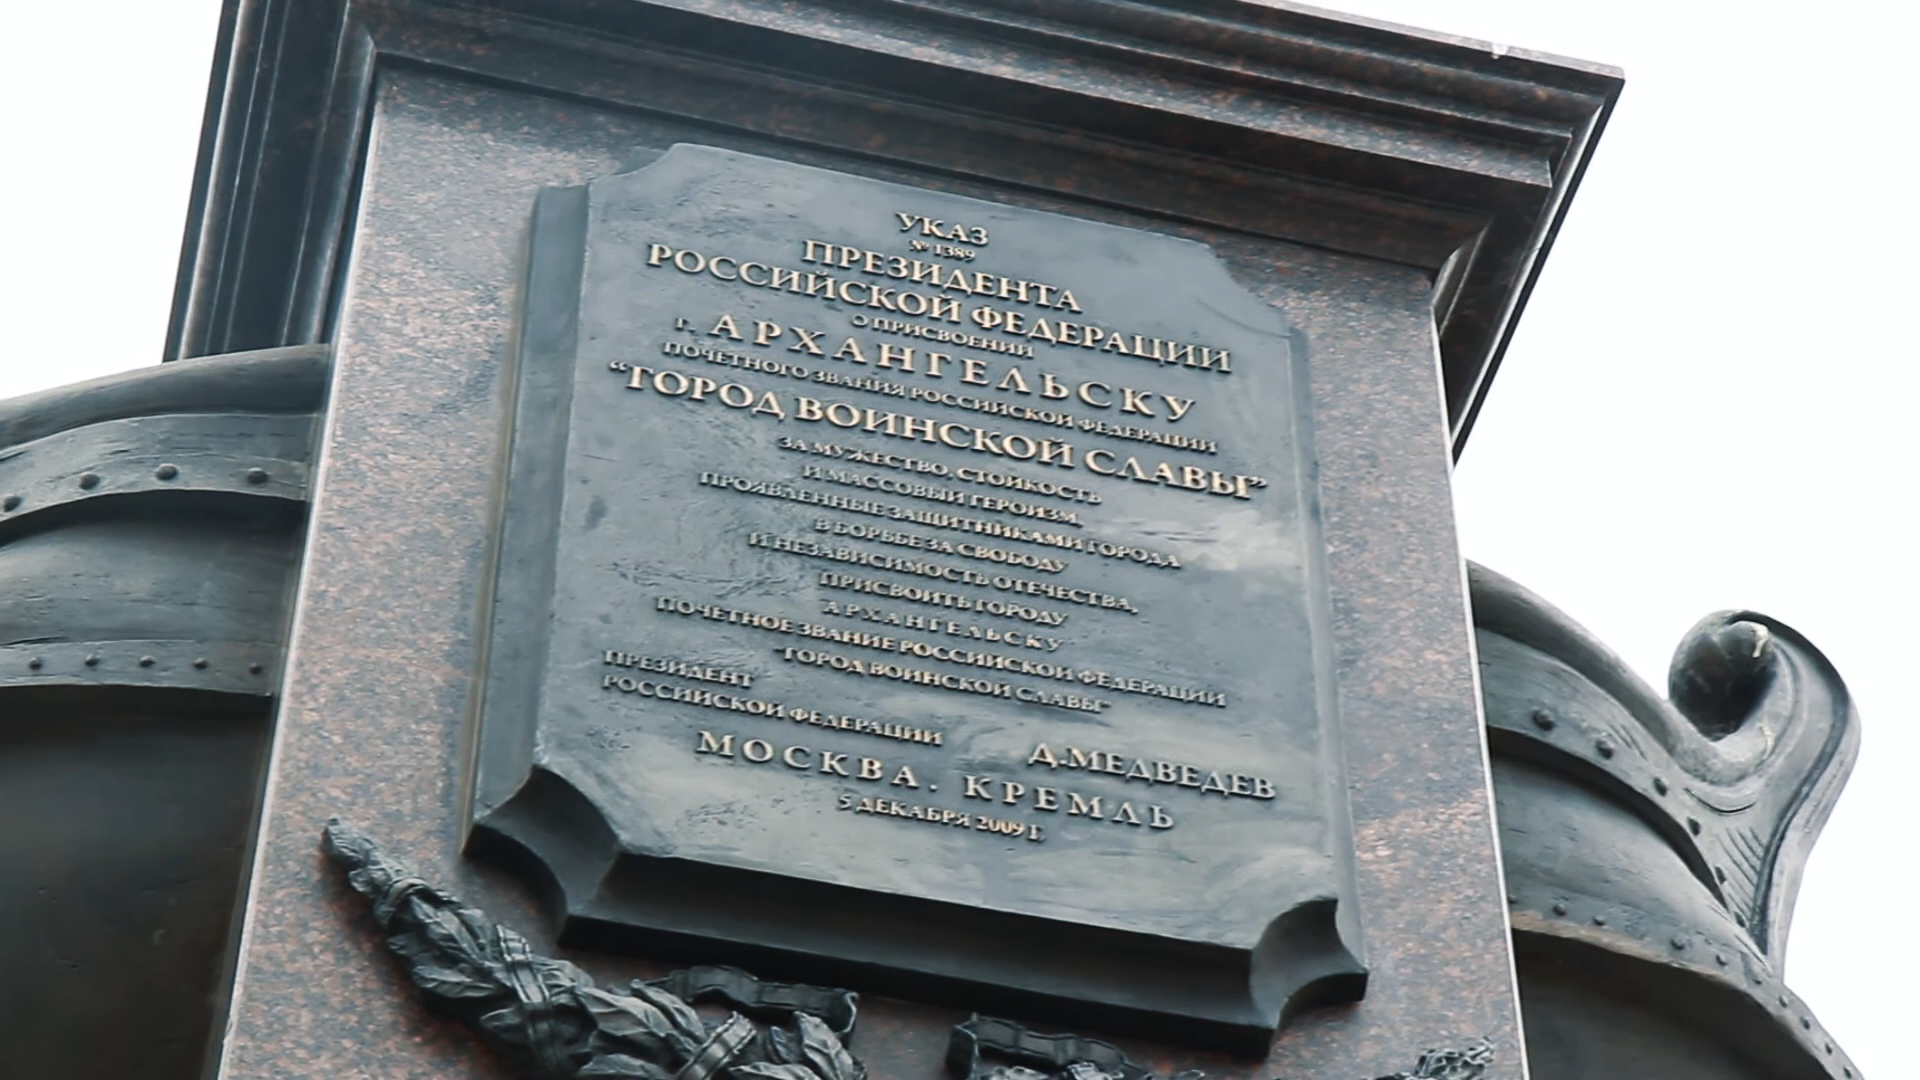 УКАЗ
№ 1389
ПРЕЗИДЕНТА
РОССИЙСКОЙ ФЕДЕРАЦИИ
О ПРИСВОЕНИИ
г. АРХАНГЕЛЬСКУ
ПОЧЕТНОГО ЗВАНИЯ РОССИЙСКОЙ ФЕДЕРАЦИИ
“ГОРОД ВОИНСКОЙ СЛАВЫ”
ЗА МУЖЕСТВО, СТОЙКОСТЬ
И МАССОВЫЙ ГЕРОИЗМ,
ПРОЯВЛЕННЫЕ ЗАЩИТНИКАМИ ГОРОДА
В БОРЬБЕ ЗА СВОБОДУ
И НЕЗАВИСИМОСТЬ ОТЕЧЕСТВА,
ПРИСВОИТЬ ГОРОДУ
АРХАНГЕЛЬСКУ
ПОЧЕТНОЕ ЗВАНИЕ РОССИЙСКОЙ ФЕДЕРАЦИИ
“ГОРОД ВОИНСКОЙ СЛАВЫ”
ПРЕЗИДЕНТ
РОССИЙСКОЙ ФЕДЕРАЦИИ
Д.МЕДВЕДЕВ
МОСКВА. КРЕМЛЬ
5 ДЕКАБРЯ 2009 Г.